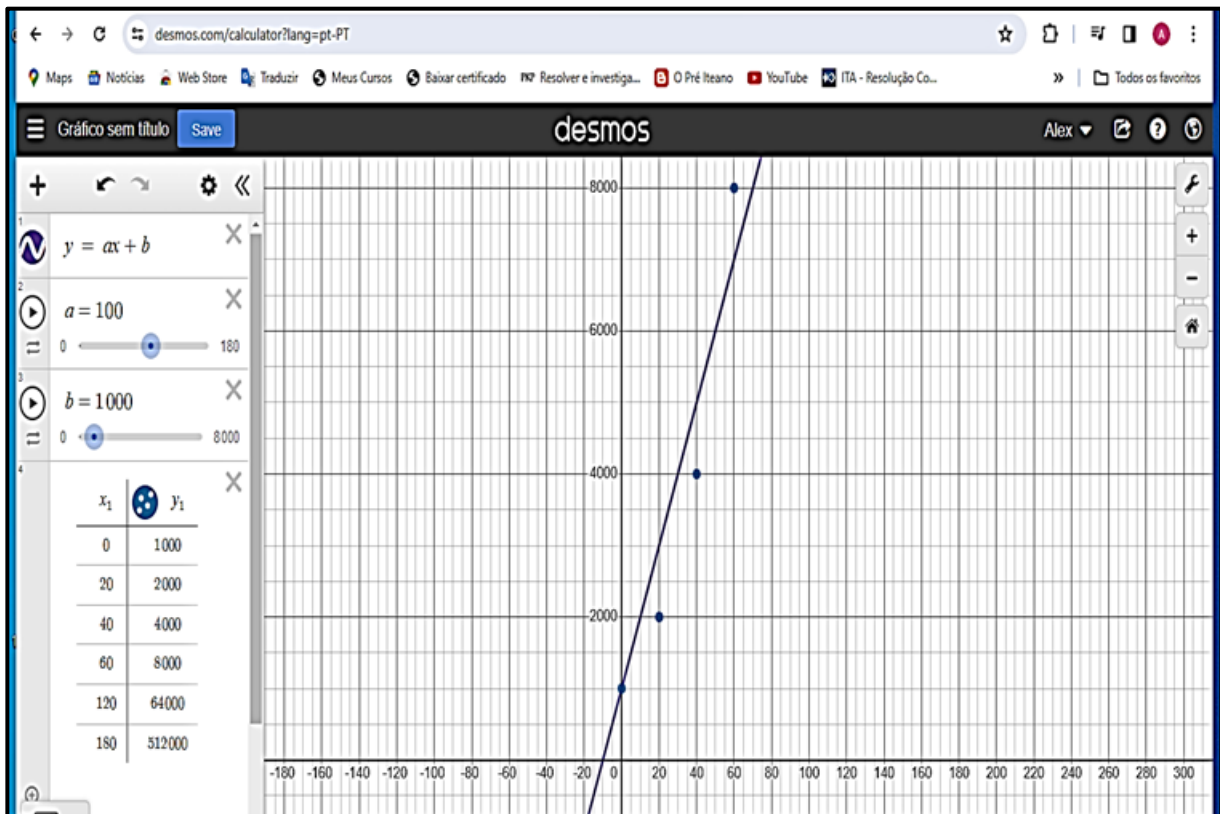 desmos.com/calculator?lang=pt-PT
A
Maps Notícias Web Store Traduzir Meus Cursos Baixar certificado Resolver e investiga... O Pré Iteano YouTube ITA - Resolução Co... » Todos os favoritos
Gráfico sem título Save desmos Alex ?
+ «
1
y = ax + b
2
a = 100
0 180
3
b = 1000
0 8000
4
x₁ y₁
0 1000
20 2000
40 4000
60 8000
120 64000
180 512000
8000
6000
4000
2000
-180 -160 -140 -120 -100 -80 -60 -40 -20 0 20 40 60 80 100 120 140 160 180 200 220 240 260 280 300
+
−